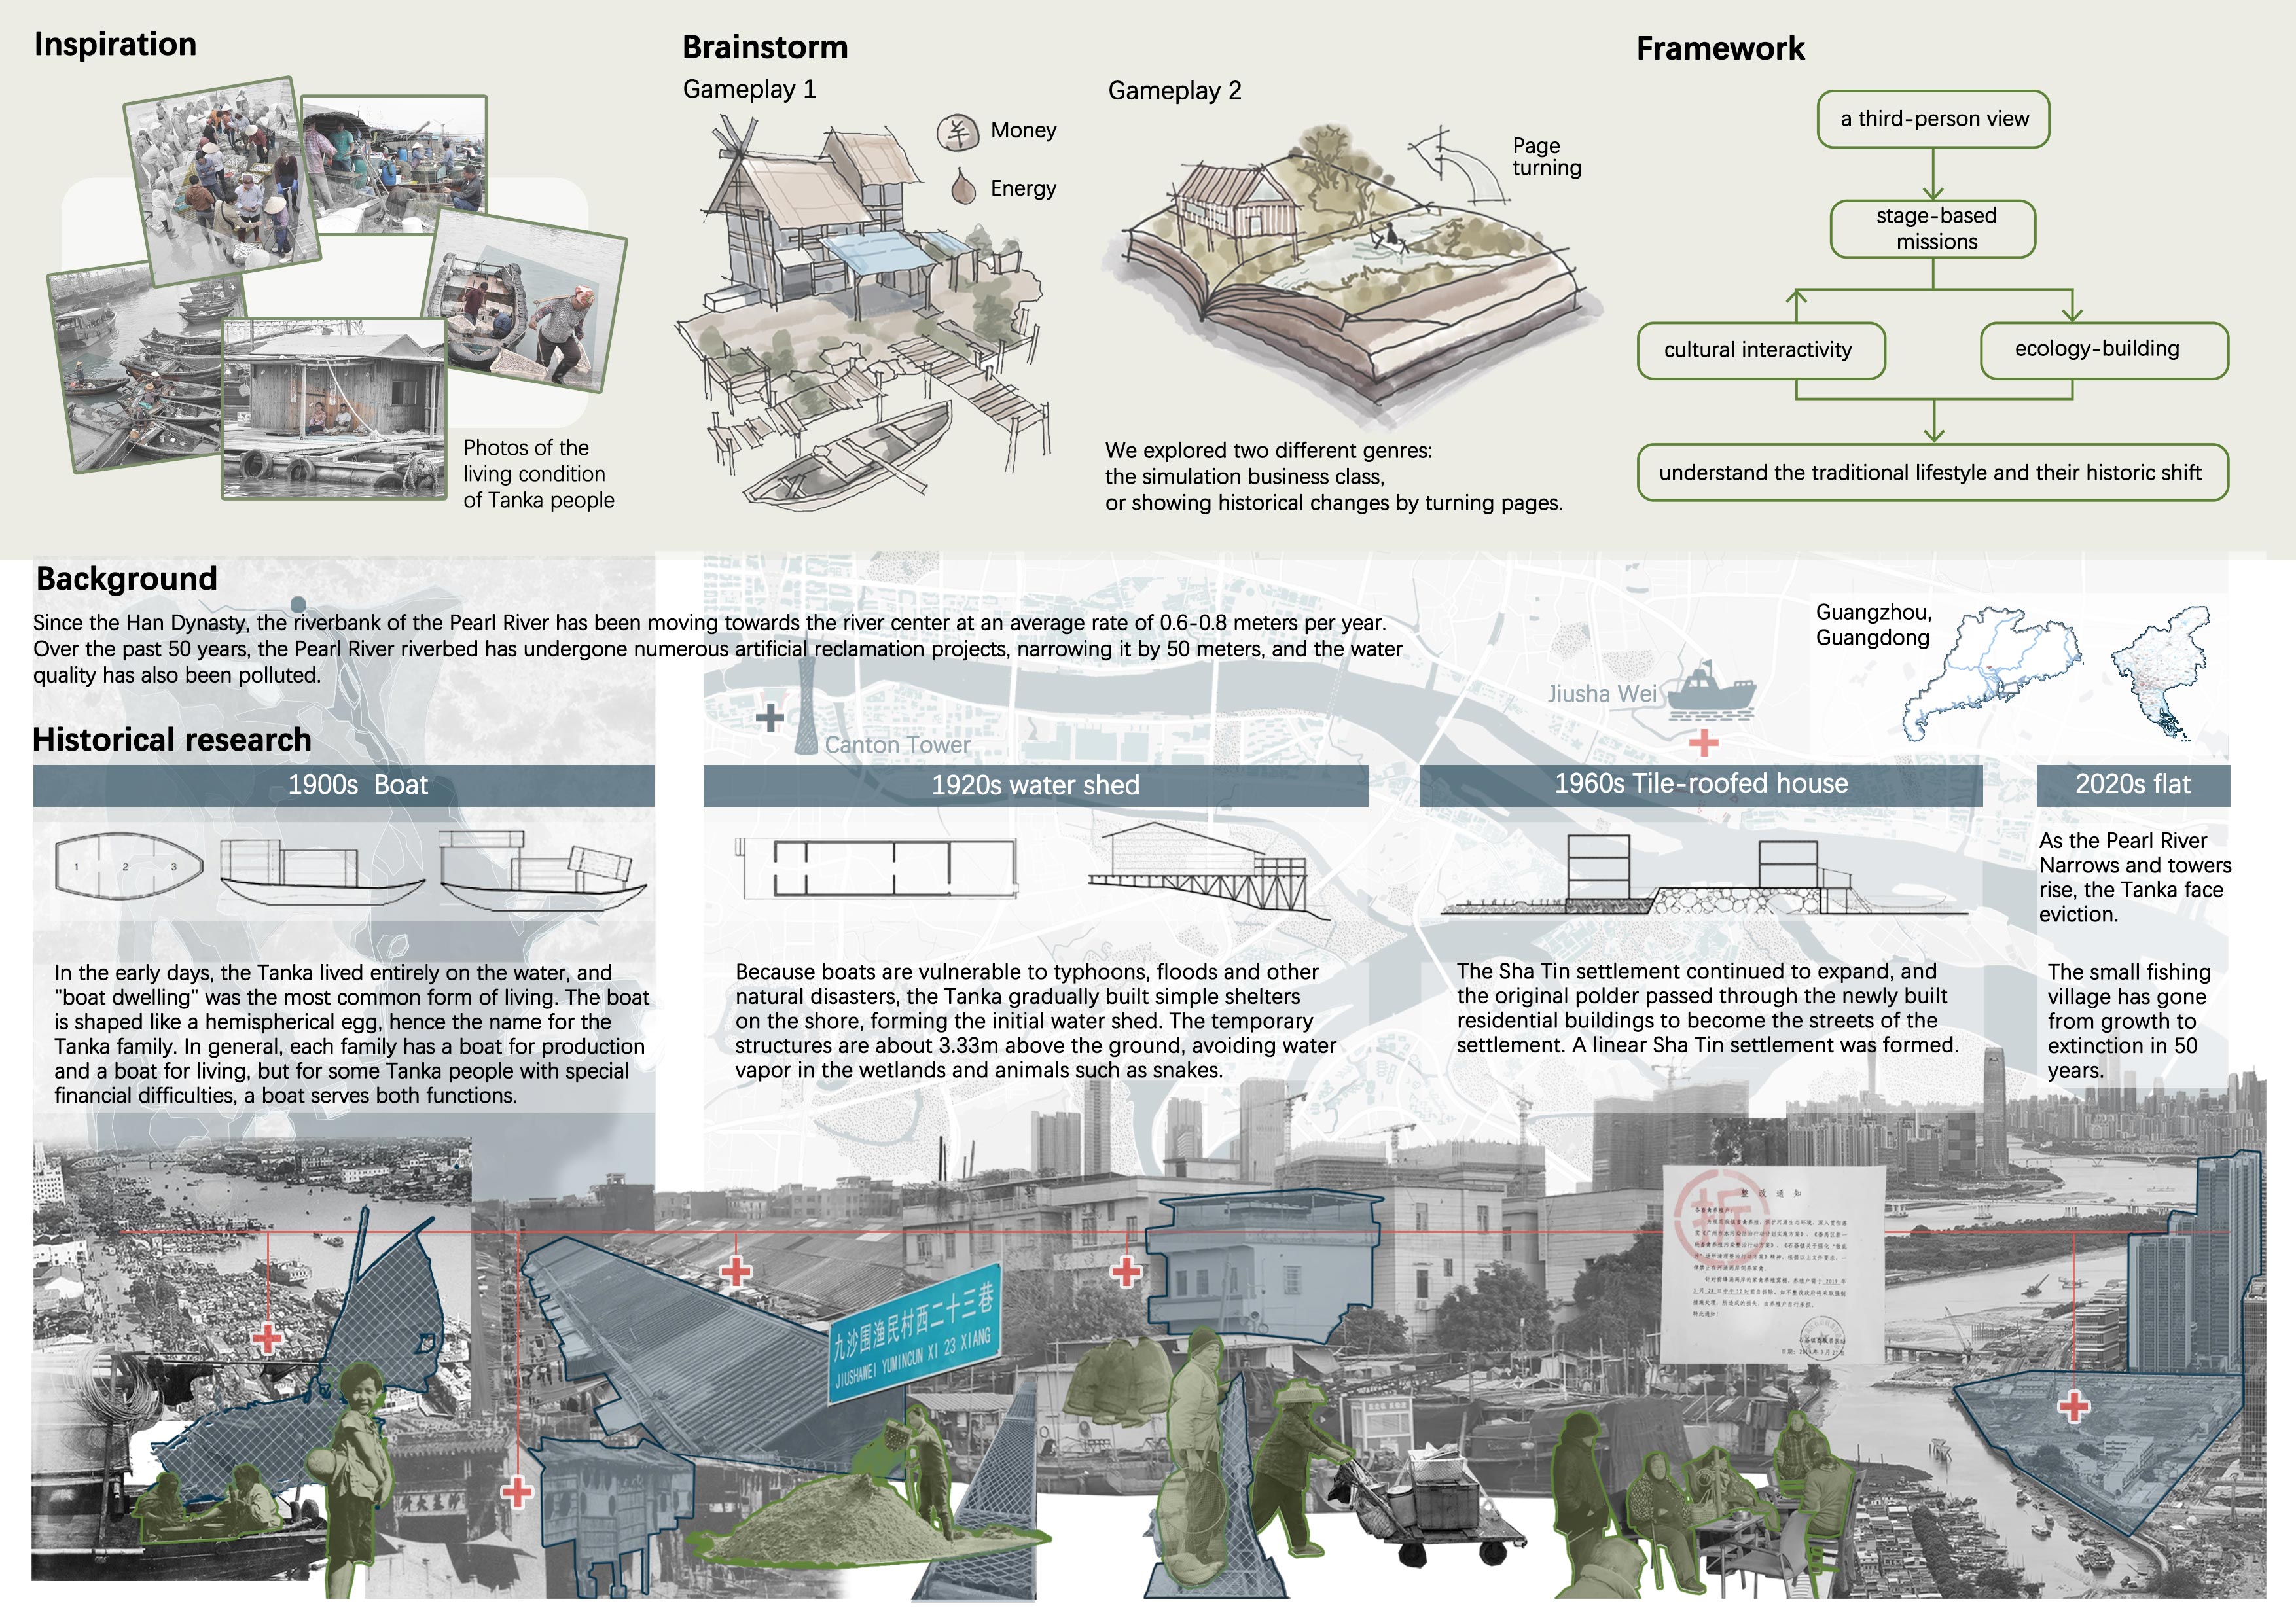 Inspiration
Photos of the
living condition
of Tanka people
Brainstorm
Gameplay 1
Money
Energy
Gameplay 2
Page
turning
We explored two different genres:
the simulation business class,
or showing historical changes by turning pages.
Framework
a third-person view
stage-based
missions
cultural interactivity
ecology-building
understand the traditional lifestyle and their historic shift
Background
Since the Han Dynasty, the riverbank of the Pearl River has been moving towards the river center at an average rate of 0.6-0.8 meters per year.
Over the past 50 years, the Pearl River riverbed has undergone numerous artificial reclamation projects, narrowing it by 50 meters, and the water
quality has also been polluted.
Guangzhou,
Guangdong
Jiusha Wei
Canton Tower
Historical research
1900s Boat
1 2 3
In the early days, the Tanka lived entirely on the water, and
"boat dwelling" was the most common form of living. The boat
is shaped like a hemispherical egg, hence the name for the
Tanka family. In general, each family has a boat for production
and a boat for living, but for some Tanka people with special
financial difficulties, a boat serves both functions.
1920s water shed
Because boats are vulnerable to typhoons, floods and other
natural disasters, the Tanka gradually built simple shelters
on the shore, forming the initial water shed. The temporary
structures are about 3.33m above the ground, avoiding water
vapor in the wetlands and animals such as snakes.
1960s Tile-roofed house
The Sha Tin settlement continued to expand, and
the original polder passed through the newly built
residential buildings to become the streets of the
settlement. A linear Sha Tin settlement was formed.
2020s flat
As the Pearl River
Narrows and towers
rise, the Tanka face
eviction.
The small fishing
village has gone
from growth to
extinction in 50
years.
九沙围渔民村西二十三巷
JIUSHAWEI YUMINCUN XI 23 XIANG
拆
整改通知